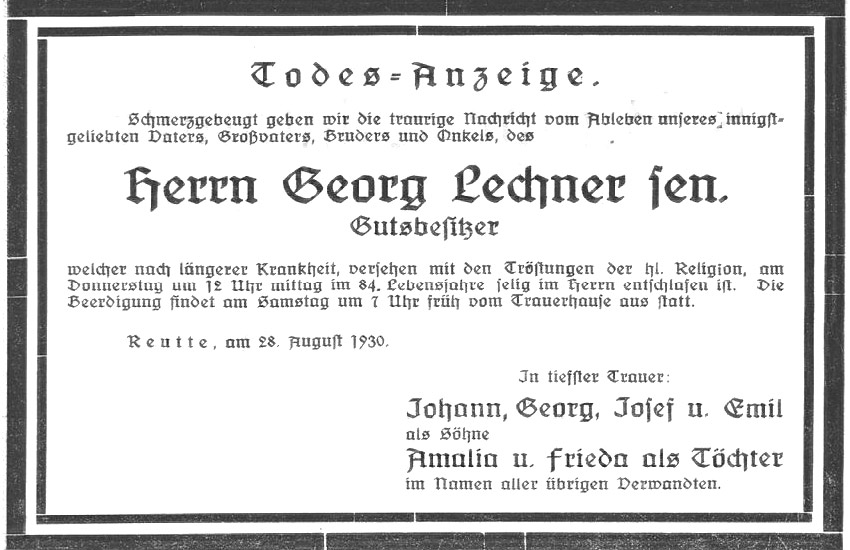 Todes-Anzeige.
Schmerzgebeugt geben wir die traurige Nachricht vom Ableben unseres innigst-
geliebten Vaters, Großvaters, Bruders und Onkels, des
Herrn Georg Lechner sen.
Gutsbesitzer
welcher nach längerer Krankheit, versehen mit den Tröstungen der hl. Religion, am
Donnerstag um 12 Uhr mittag im 84. Lebensjahre selig im Herrn entschlafen ist. Die
Beerdigung findet am Samstag um 7 Uhr früh vom Trauerhause aus statt.
Reutte, am 28. August 1930.
In tiefster Trauer:
Johann, Georg, Josef u. Emil
als Söhne
Amalia u. Frieda als Töchter
im Namen aller übrigen Verwandten.